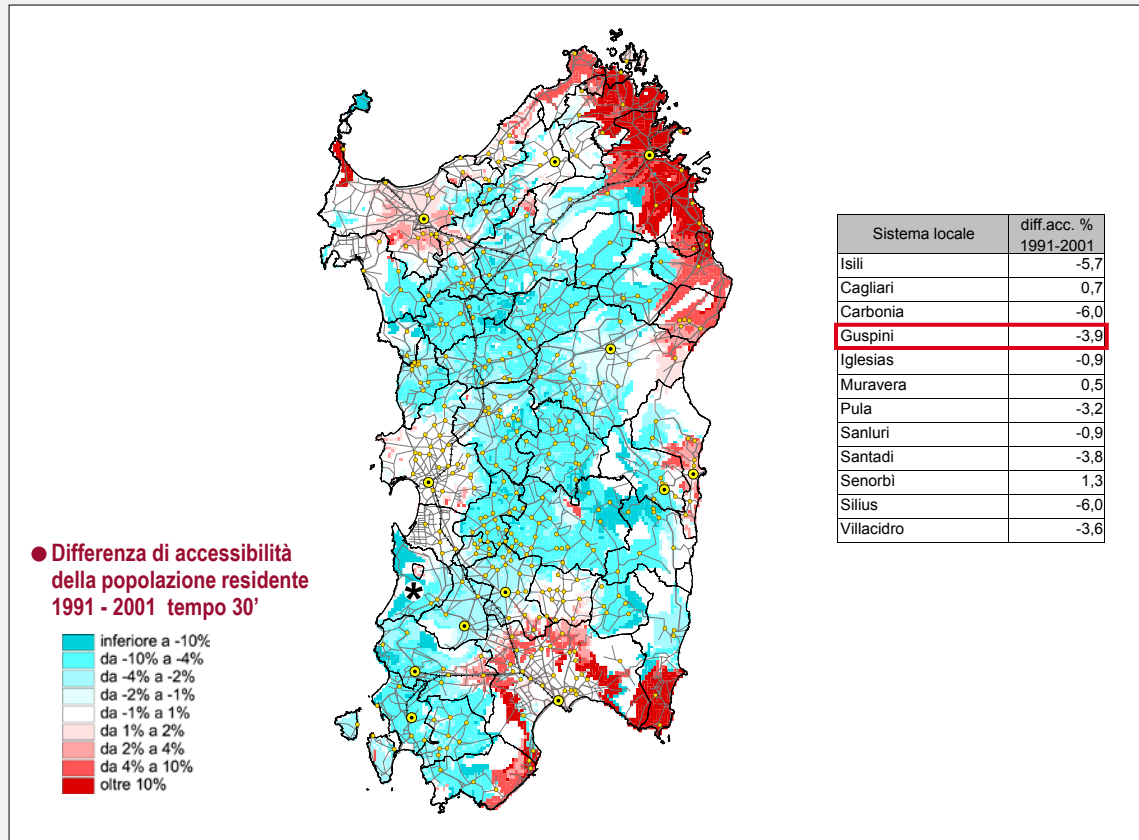 Differenza di accessibilità
della popolazione residente
1991 - 2001 tempo 30'
inferiore a -10%
da -10% a -4%
da -4% a -2%
da -2% a -1%
da -1% a 1%
da 1% a 2%
da 2% a 4%
da 4% a 10%
oltre 10%
*
Sistema locale diff.acc. %
1991-2001
Isili -5,7
Cagliari 0,7
Carbonia -6,0
Guspini -3,9
Iglesias -0,9
Muravera 0,5
Pula -3,2
Sanluri -0,9
Santadi -3,8
Senorbì 1,3
Silius -6,0
Villacidro -3,6